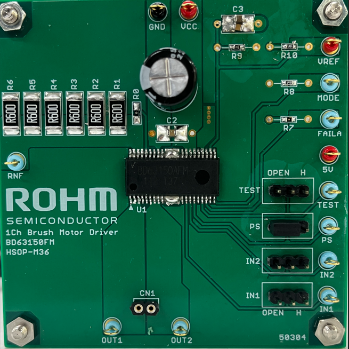 GND
VCC
C3
R9
R10
VREF
R6
R5
R4
R3
R2
R1
R0
R600
R600
R600
R600
R600
R600
R8
MODE
C2
R7
FAILA
RNF
5V
OPEN H
TEST
TEST
ROHM
SEMICONDUCTOR
U1
1Ch Brush Motor Driver
BD63150FM
HSOP-M36
PS
PS
IN2
IN2
CN1
IN1
IN1
OPEN H
OUT1
OUT2
50304